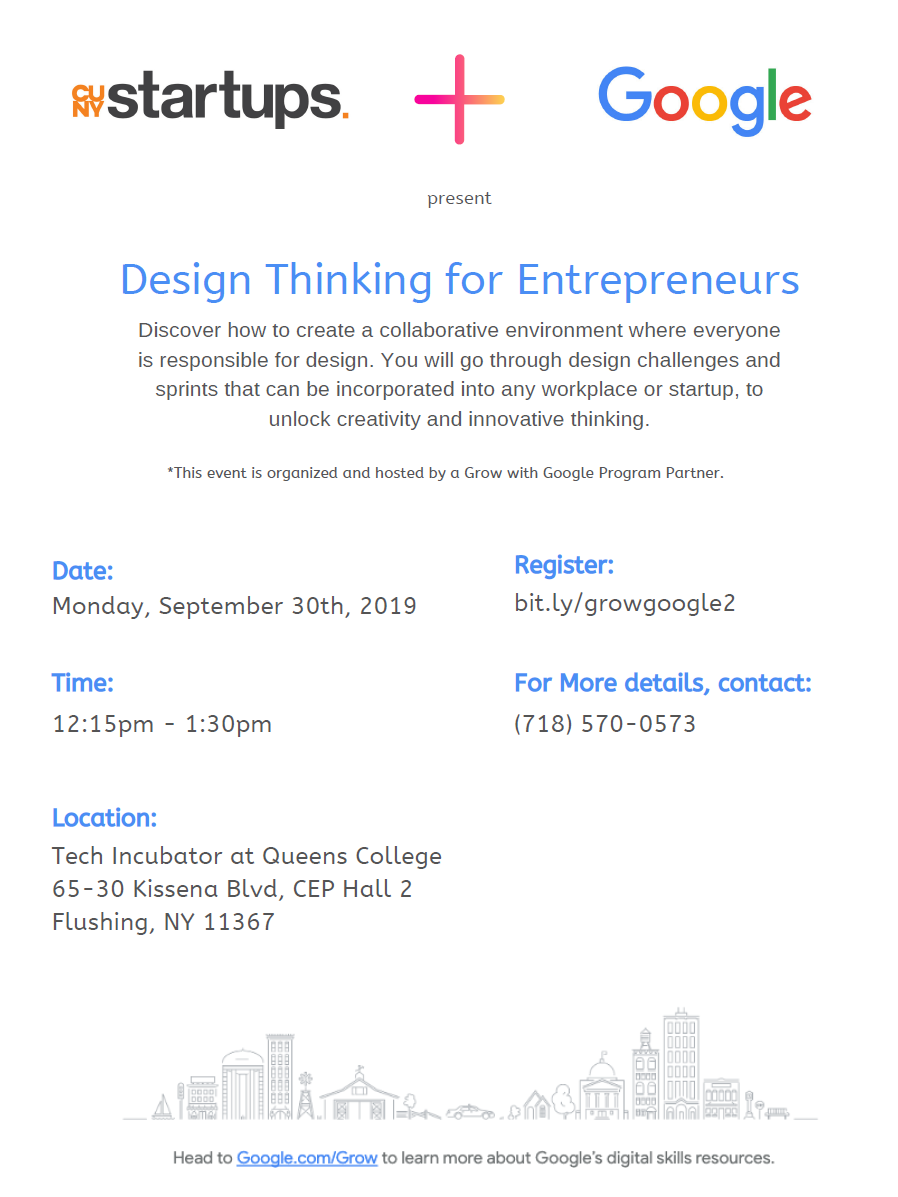 CU
NY startups.
Google
present
Design Thinking for Entrepreneurs
Discover how to create a collaborative environment where everyone
is responsible for design. You will go through design challenges and
sprints that can be incorporated into any workplace or startup, to
unlock creativity and innovative thinking.
*This event is organized and hosted by a Grow with Google Program Partner.
Date:
Monday, September 30th, 2019
Register:
bit.ly/growgoogle2
Time:
12:15pm - 1:30pm
For More details, contact:
(718) 570-0573
Location:
Tech Incubator at Queens College
65-30 Kissena Blvd, CEP Hall 2
Flushing, NY 11367
Head to Google.com/Grow to learn more about Google's digital skills resources.